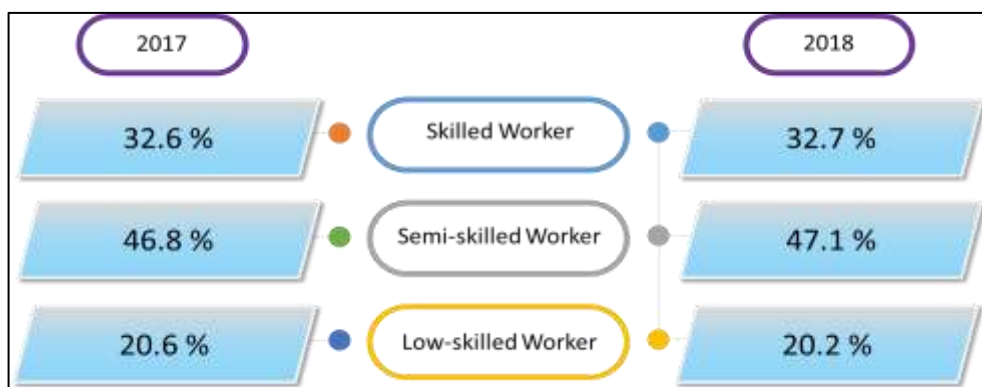 2017
2018
32.6 %
Skilled Worker
32.7 %
46.8 %
Semi-skilled Worker
47.1 %
20.6 %
Low-skilled Worker
20.2 %